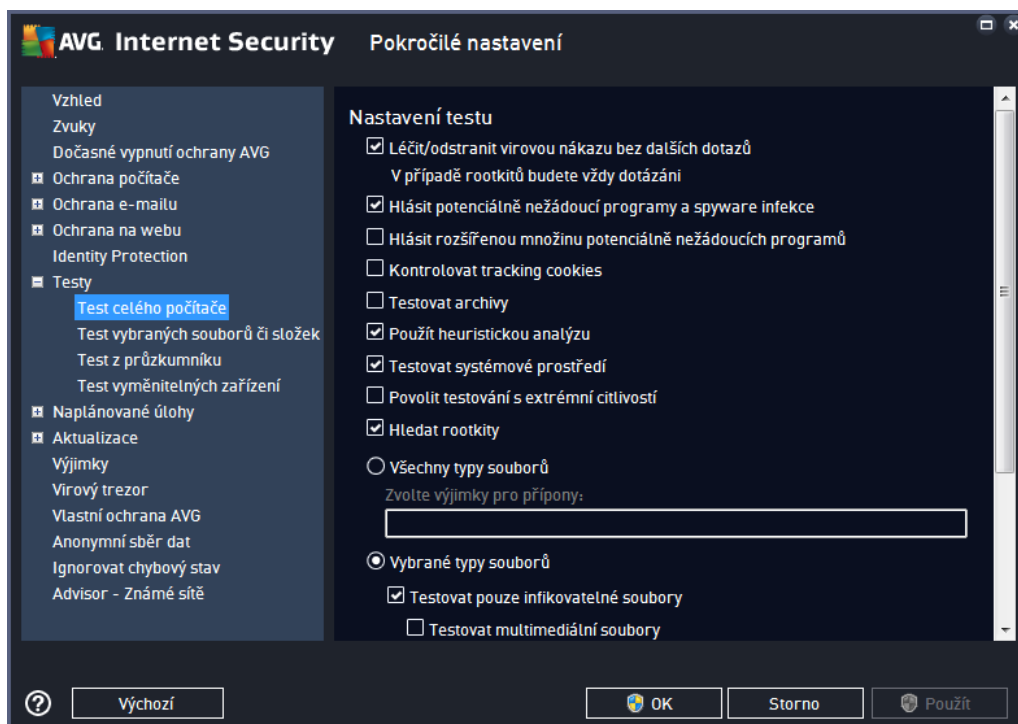 AVG. Internet Security Pokročilé nastavení
Vzhled
Zvuky
Dočasné vypnutí ochrany AVG
Ochrana počítače
Ochrana e-mailu
Ochrana na webu
Identity Protection
Testy
Test celého počítače
Test vybraných souborů či složek
Test z průzkumníku
Test vyměnitelných zařízení
Naplánované úlohy
Aktualizace
Výjimky
Virový trezor
Vlastní ochrana AVG
Anonymní sběr dat
Ignorovat chybový stav
Advisor - Známé sítě
Nastavení testu
Léčit/odstranit virovou nákazu bez dalších dotazů
V případě rootkitů budete vždy dotázáni
Hlásit potenciálně nežádoucí programy a spyware infekce
Hlásit rozšířenou množinu potenciálně nežádoucích programů
Kontrolovat tracking cookies
Testovat archivy
Použít heuristickou analýzu
Testovat systémové prostředí
Povolit testování s extrémní citlivostí
Hledat rootkity
Všechny typy souborů
Zvolte výjimky pro přípony:
Vybrané typy souborů
Testovat pouze infikovatelné soubory
Testovat multimediální soubory
? Výchozí OK Storno Použít